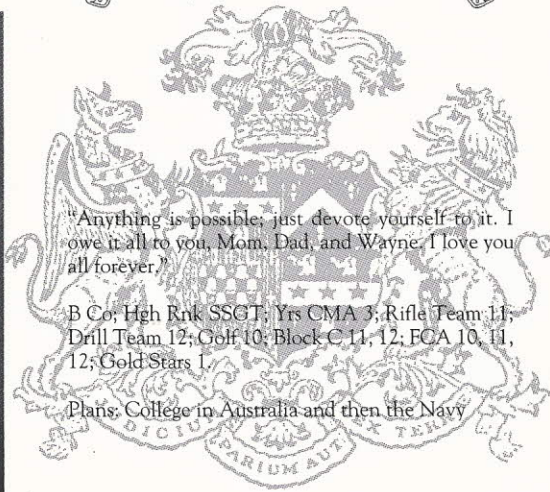 "Anything is possible; just devote yourself to it. I
owe it all to you, Mom, Dad, and Wayne. I love you
all forever."
B Co; Hgh Rnk SSGT; Yrs CMA 3; Rifle Team 11;
Drill Team 12; Golf 10; Block C 11, 12; FCA 10, 11,
12; Gold Stars 1.
Plans: College in Australia and then the Navy
PARIUM AUT